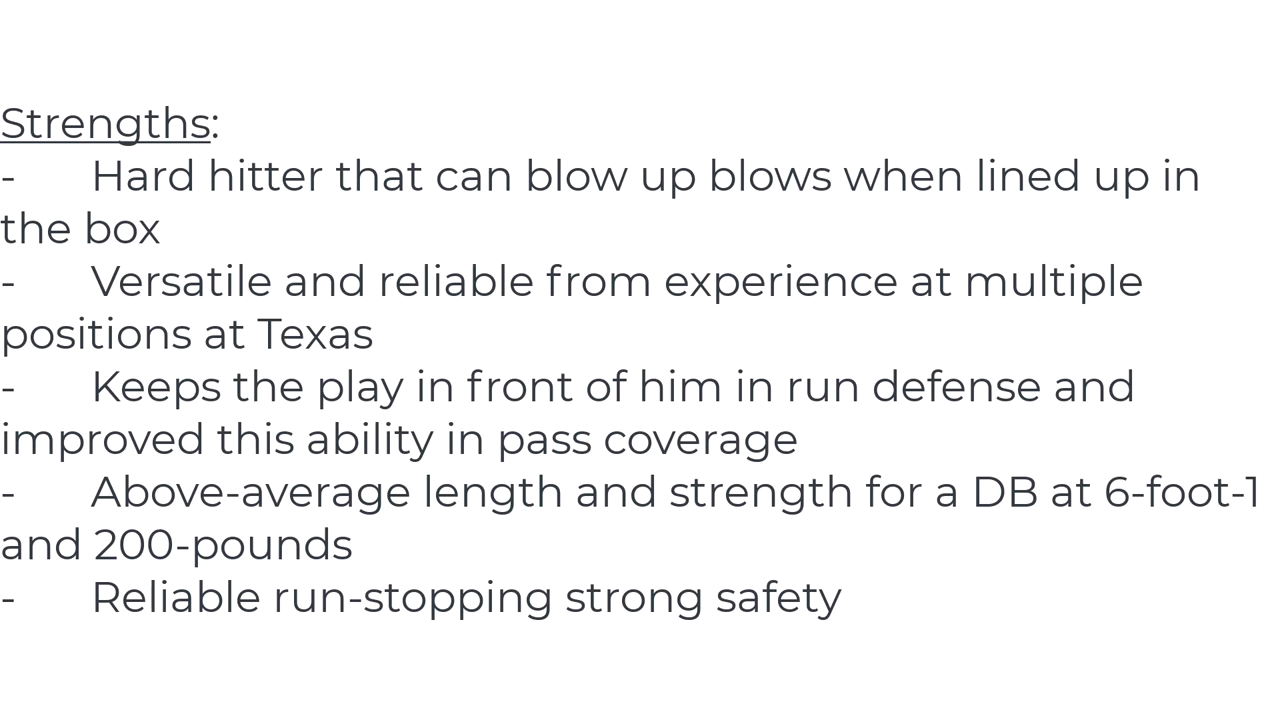 Strengths:
- Hard hitter that can blow up blows when lined up in
the box
- Versatile and reliable from experience at multiple
positions at Texas
- Keeps the play in front of him in run defense and
improved this ability in pass coverage
- Above-average length and strength for a DB at 6-foot-1
and 200-pounds
- Reliable run-stopping strong safety